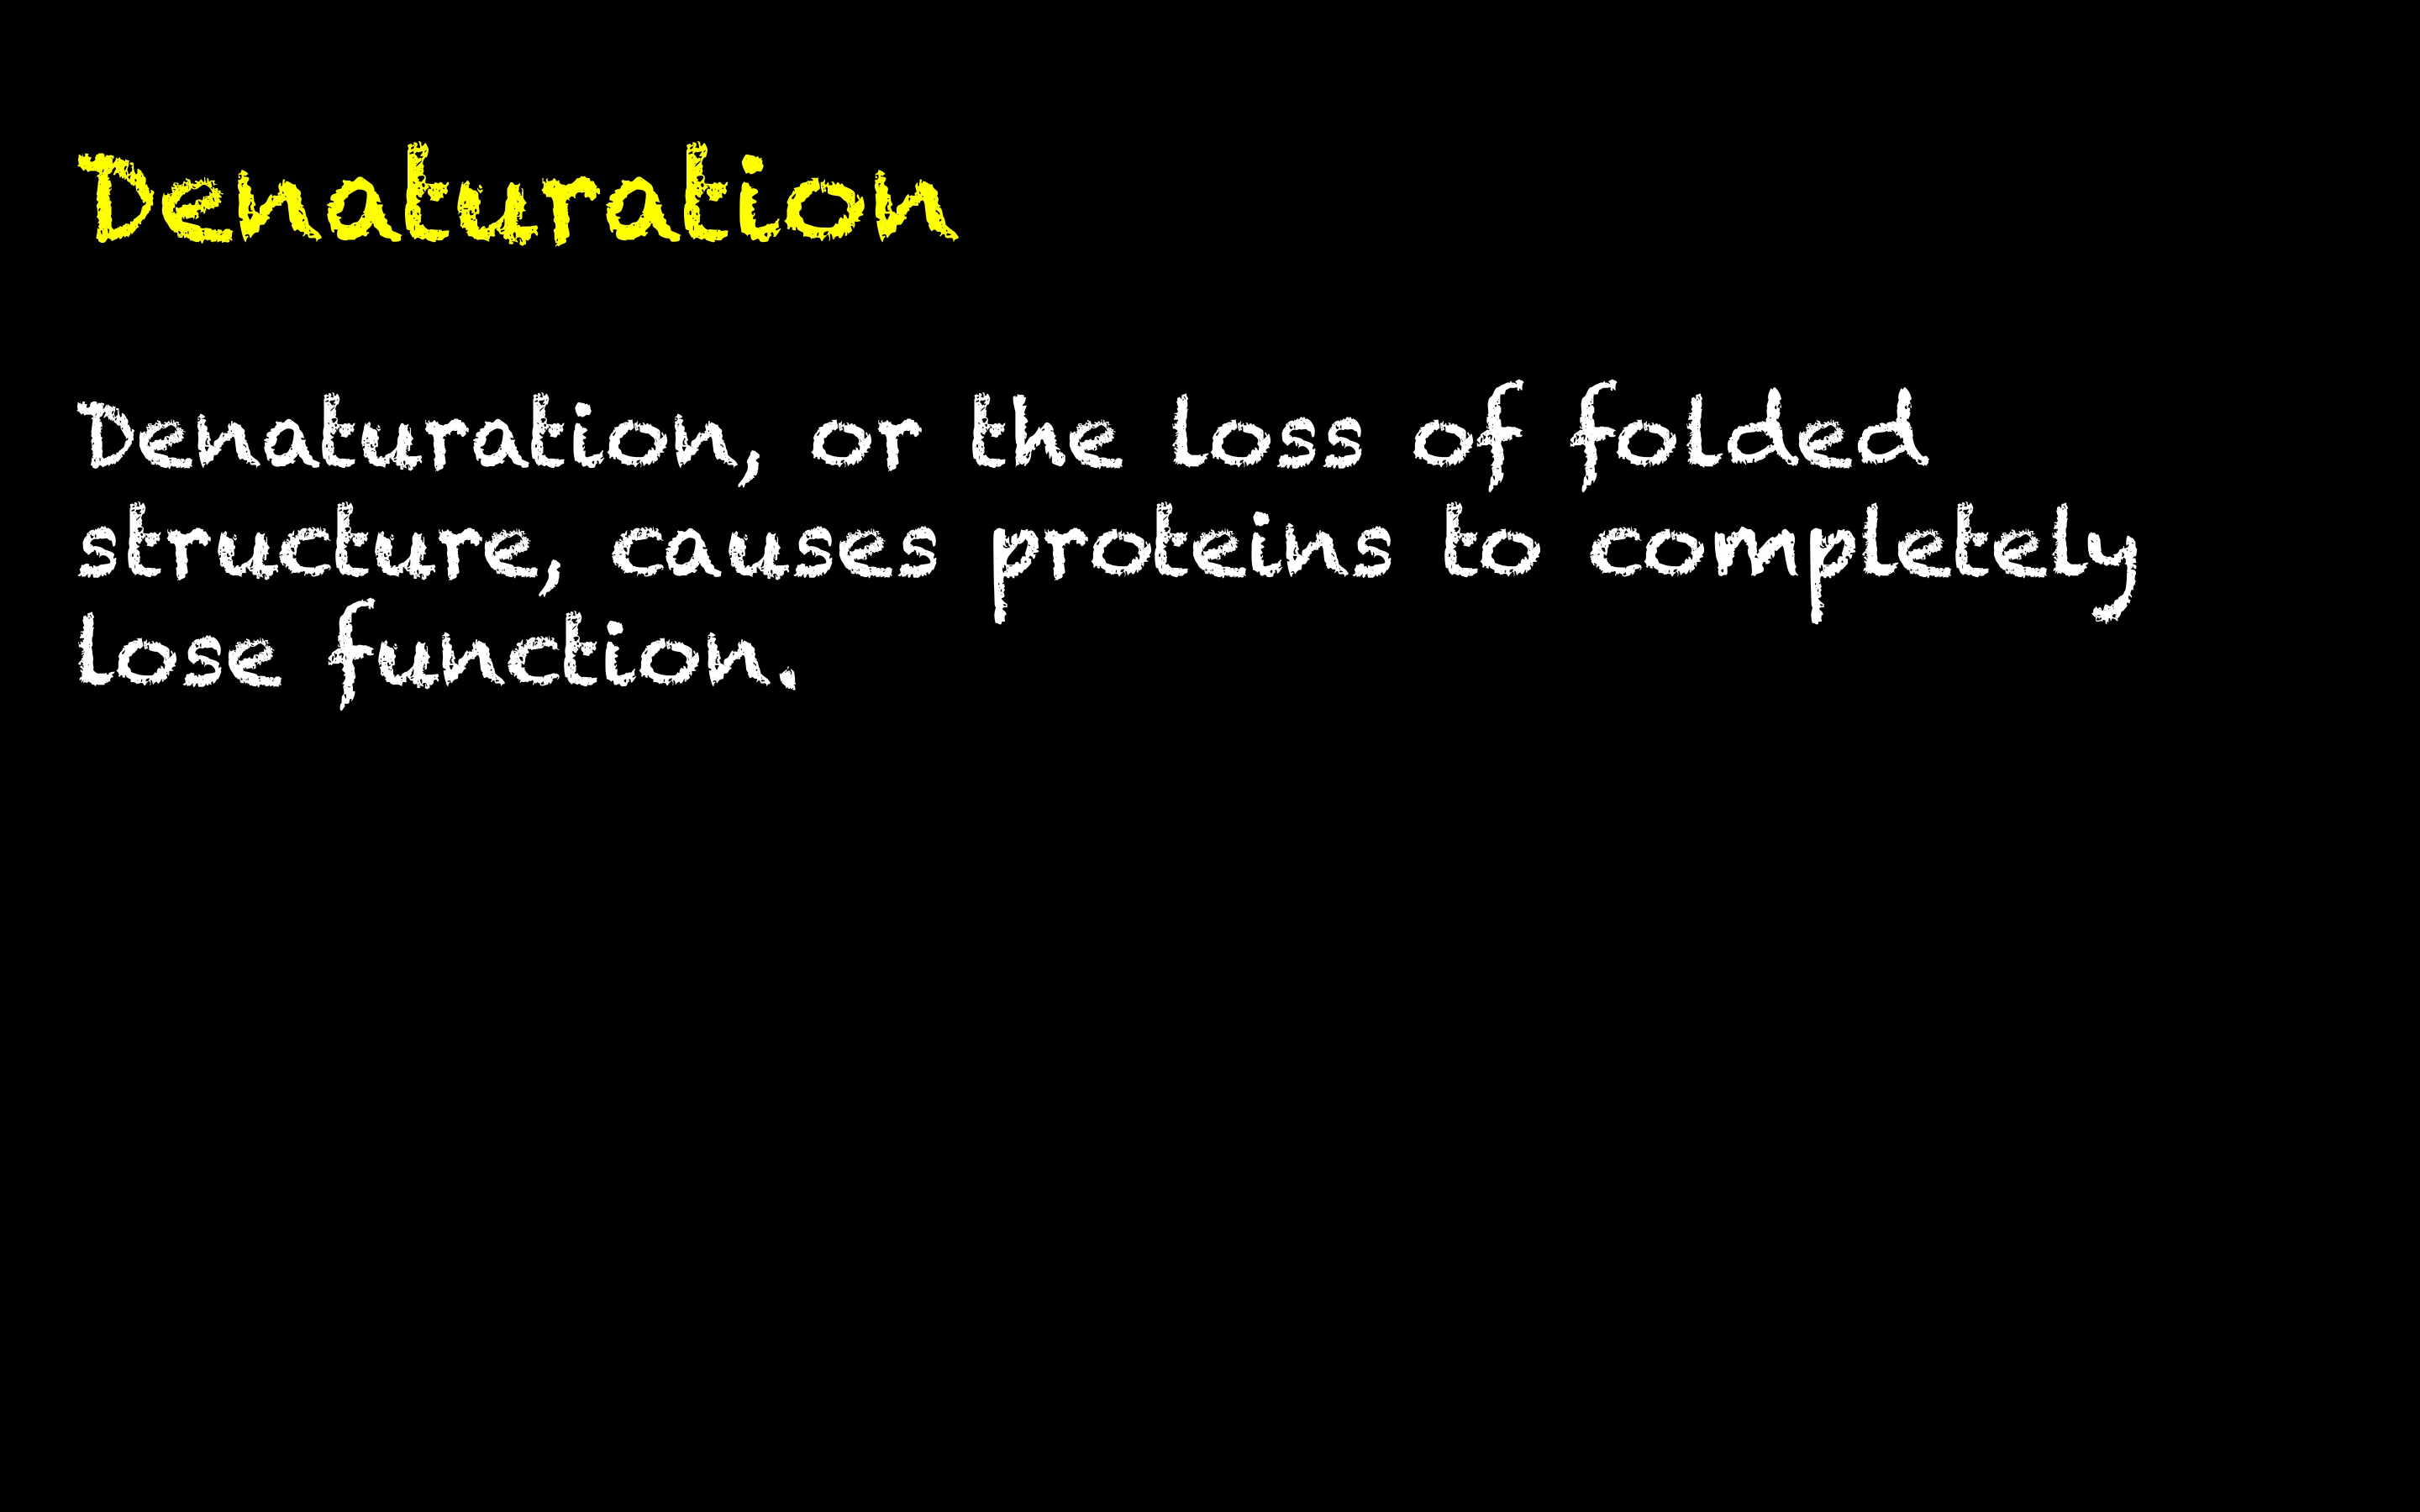 Denaturation
Denaturation, or the loss of folded
structure, causes proteins to completely
lose function.